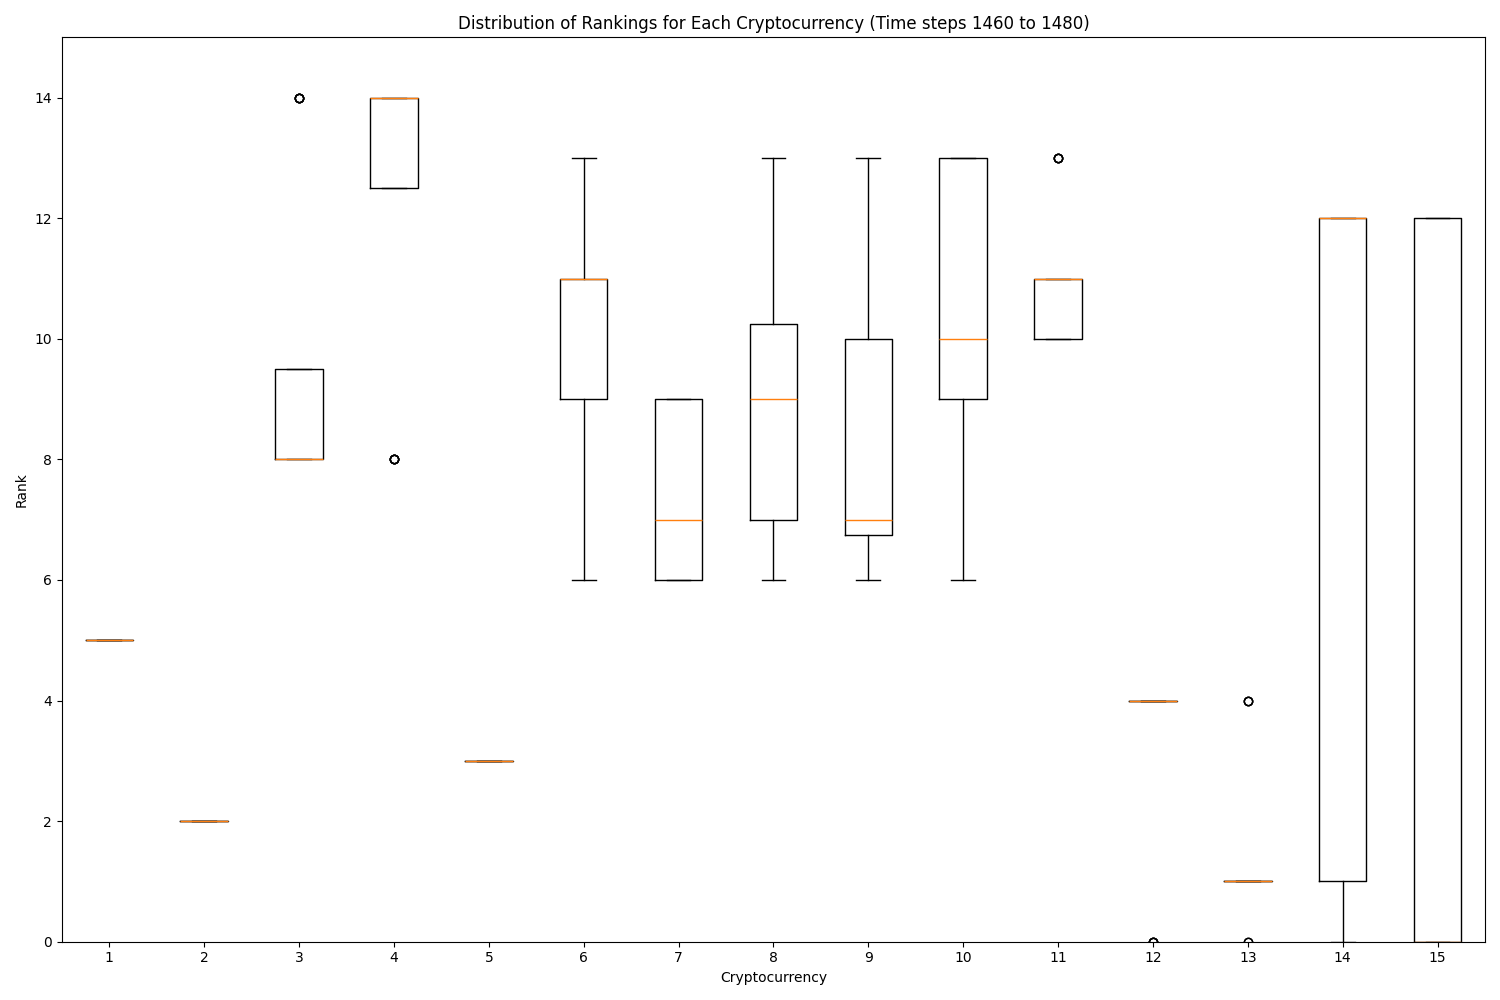 Distribution of Rankings for Each Cryptocurrency (Time steps 1460 to 1480)
14
12
10
8
6
4
2
0
Rank
1 2 3 4 5 6 7 8 9 10 11 12 13 14 15
Cryptocurrency